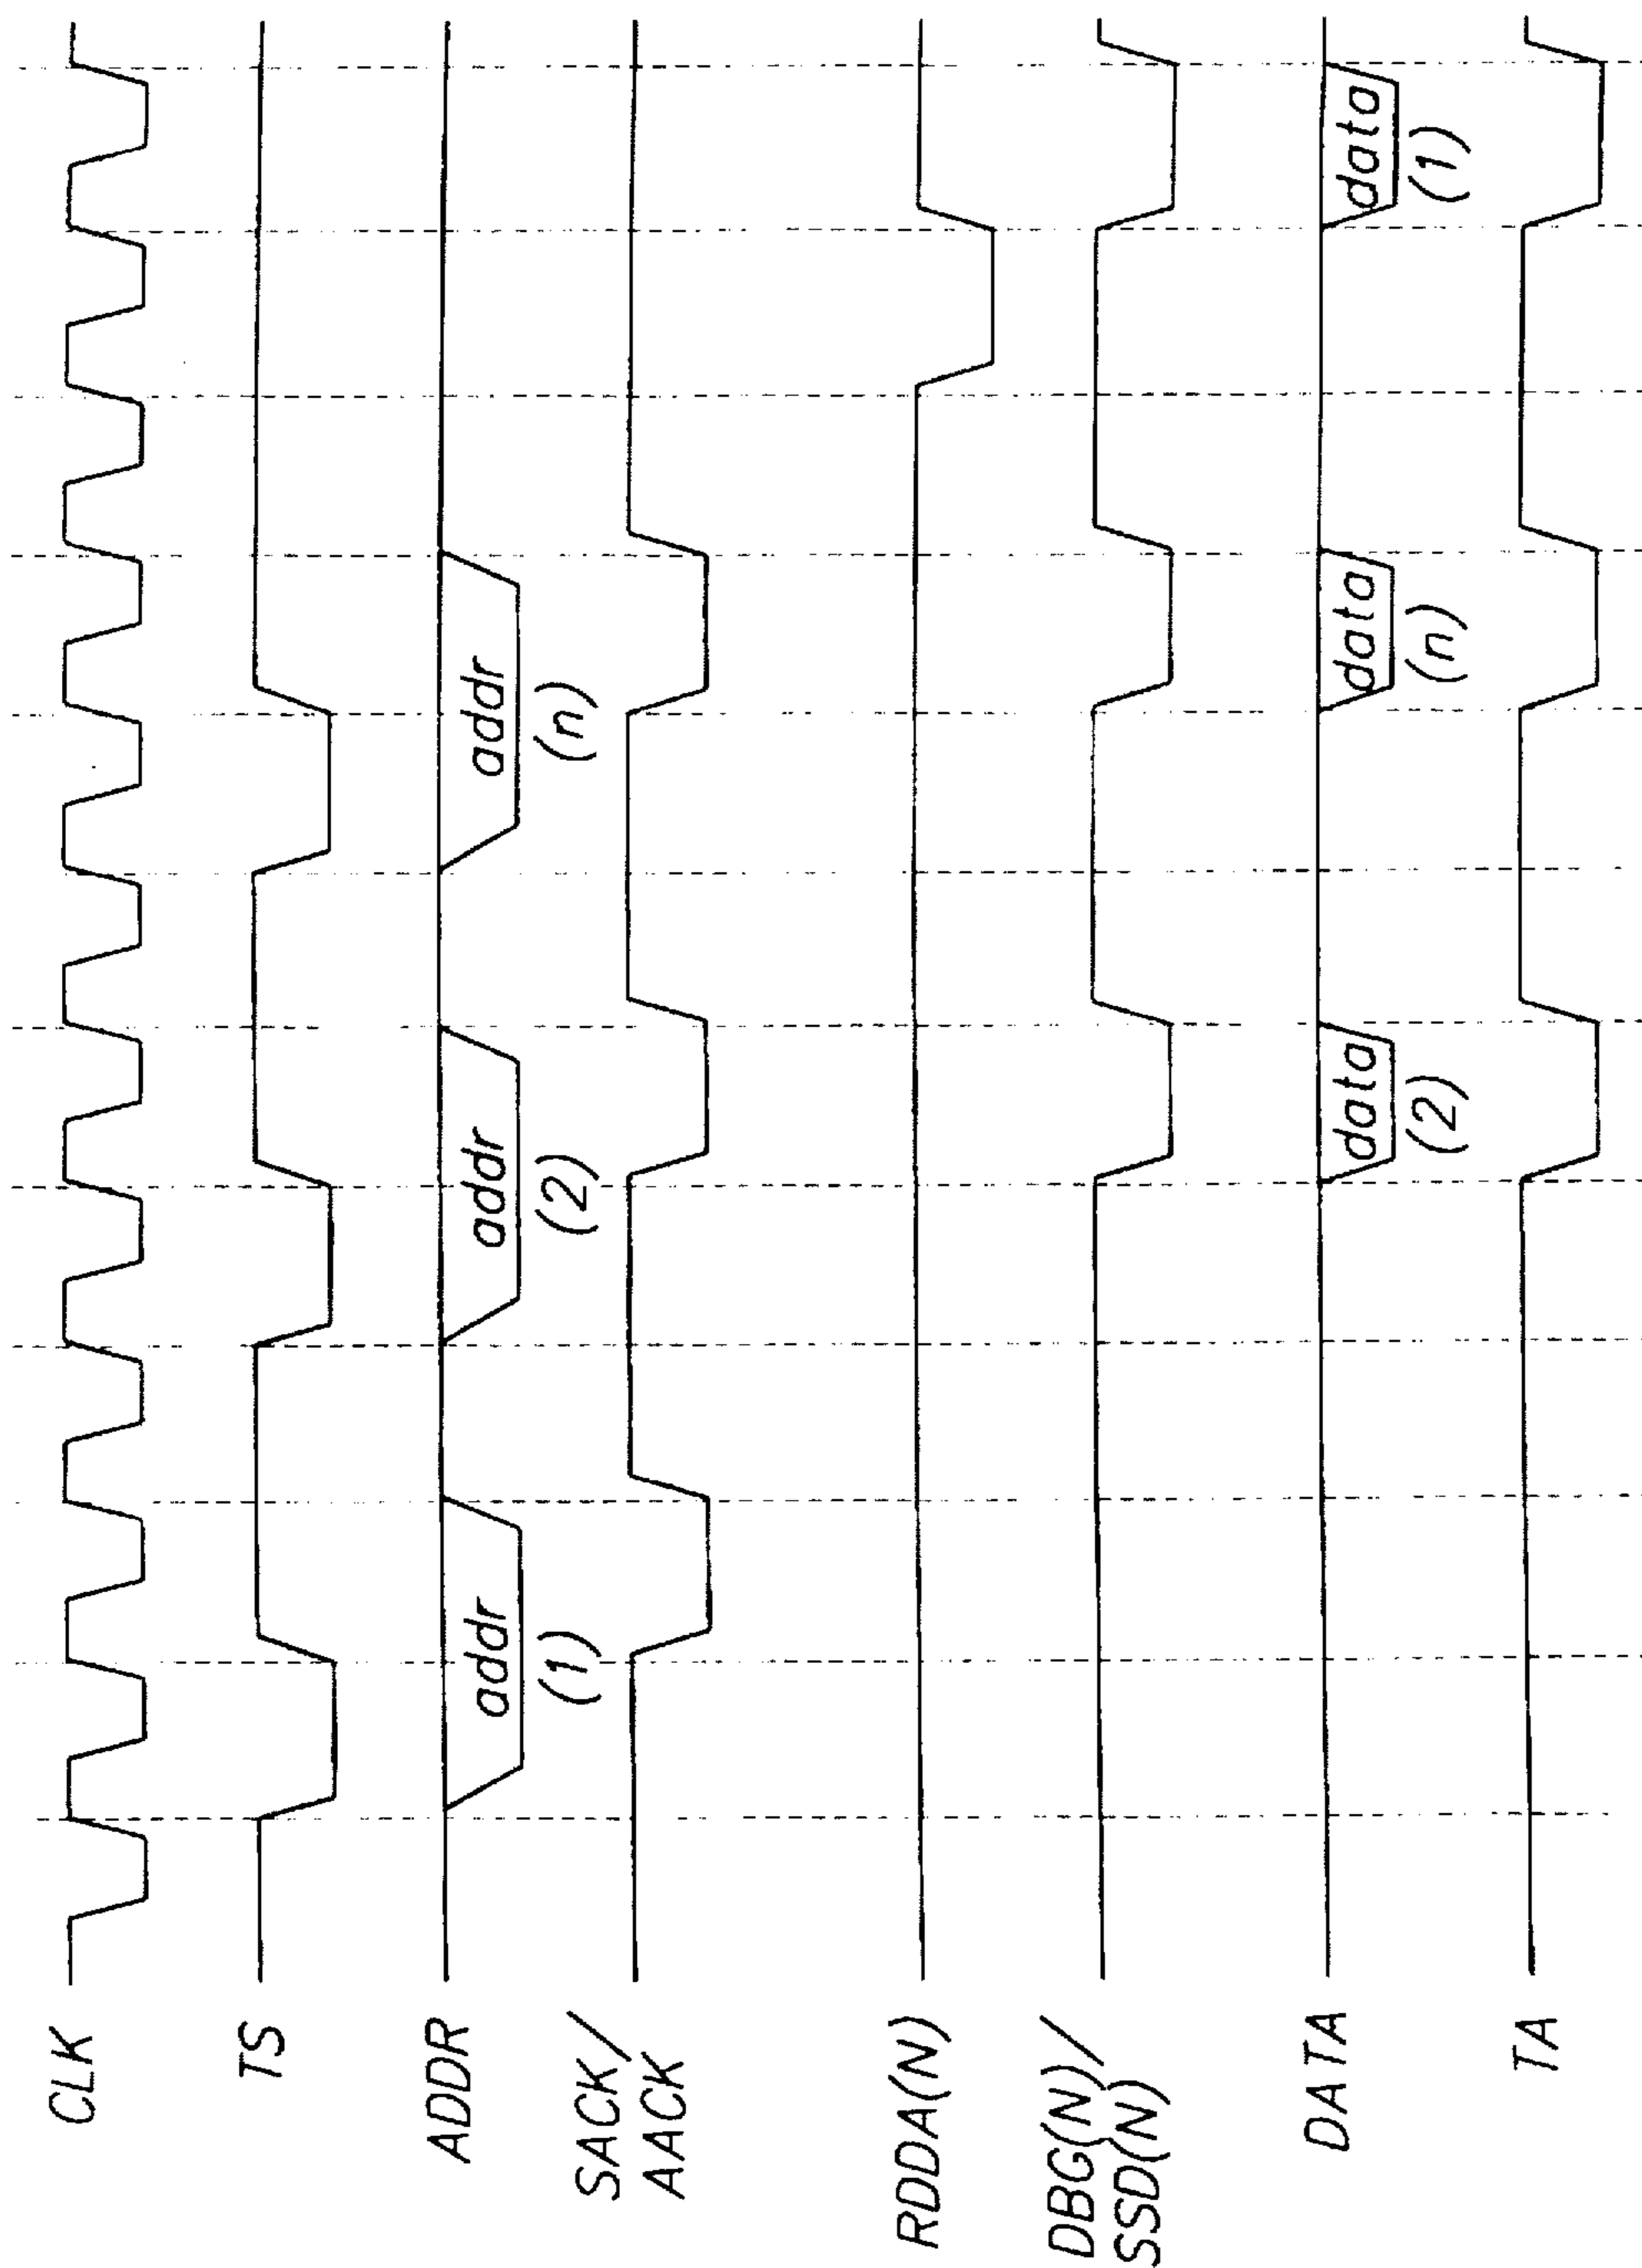 CLK
TS
ADDR
addr
(1)
addr
(2)
addr
(n)
SACK/
AACK
RDDA(N)
DBG(N)/
SSD(N)
DATA
data
(2)
data
(n)
data
(1)
TA